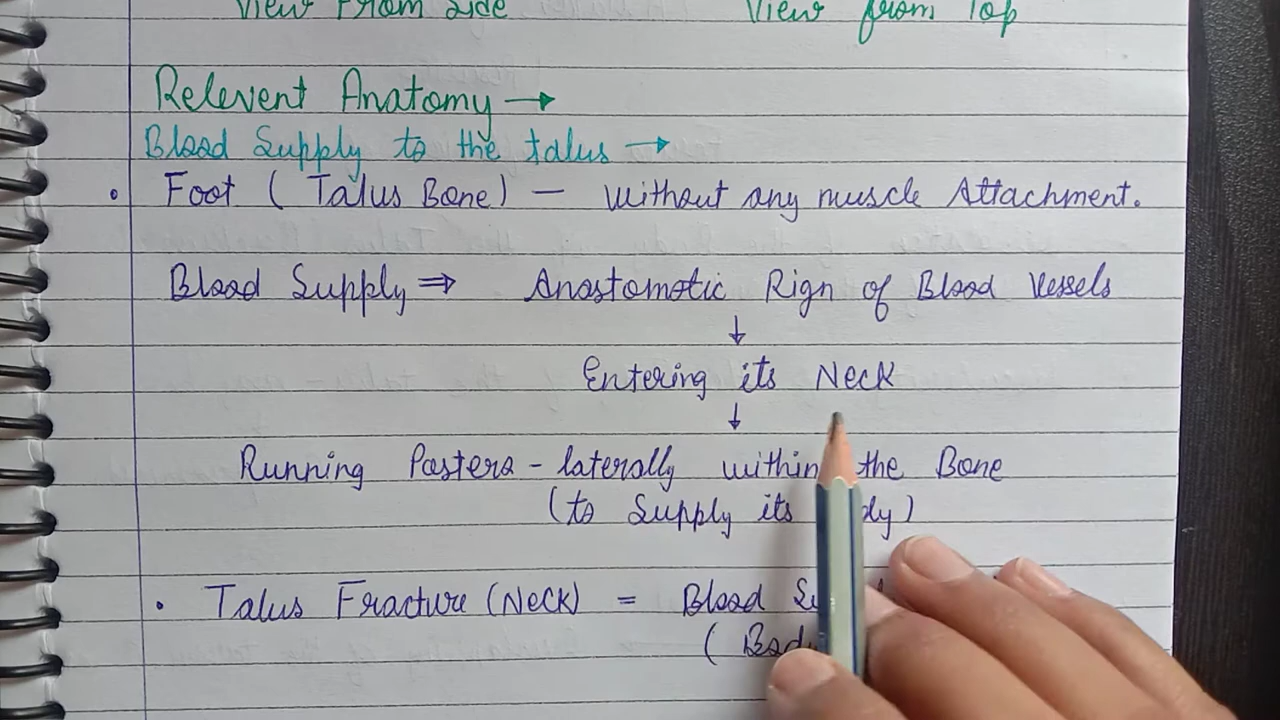 View From Side View from Top
Relevent Anatomy →
Blood Supply to the talus →
• Foot ( Talus Bone) — without any muscle Attachment.
Blood Supply ⇒ Anastomotic Rign of Blood Vessels
↓
Entering its Neck
↓
Running Postero - laterally within the Bone
(to Supply its
• Talus Fracture (Neck) = Blood
(